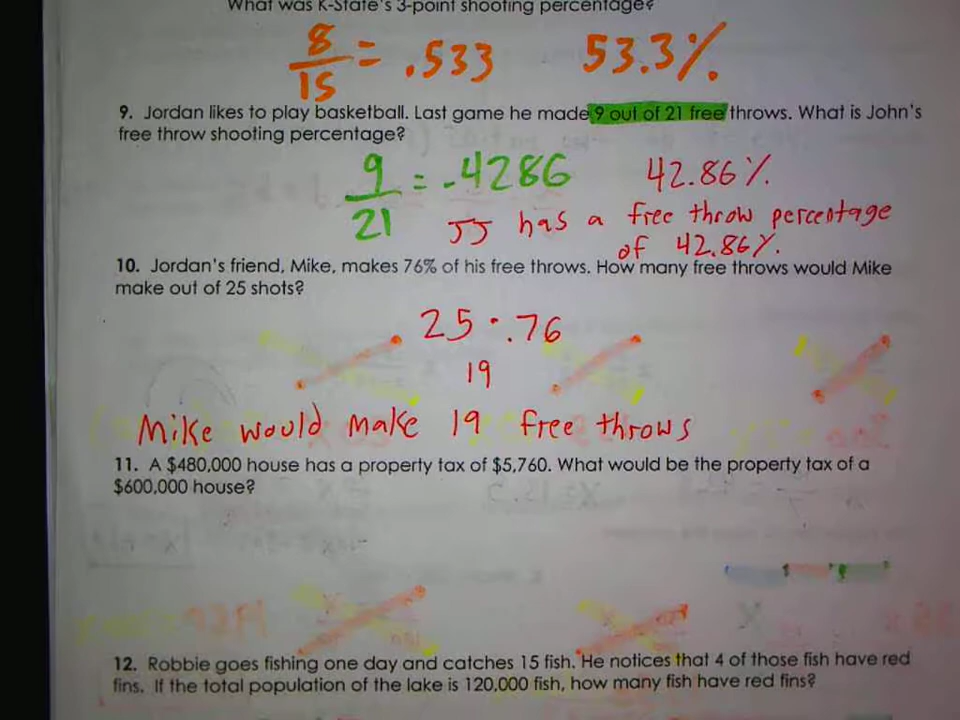 What was K-State's 3-point shooting percentage?
8/15 = .533 53.3%
9. Jordan likes to play basketball. Last game he made 9 out of 21 free throws. What is John's
free throw shooting percentage?
9/21 = .4286 42.86%
JJ has a free throw percentage
of 42.86%.
10. Jordan's friend, Mike, makes 76% of his free throws. How many free throws would Mike
make out of 25 shots?
25 · .76
19
Mike would make 19 free throws
11. A $480,000 house has a property tax of $5,760. What would be the property tax of a
$600,000 house?
12. Robbie goes fishing one day and catches 15 fish. He notices that 4 of those fish have red
fins. If the total population of the lake is 120,000 fish, how many fish have red fins?